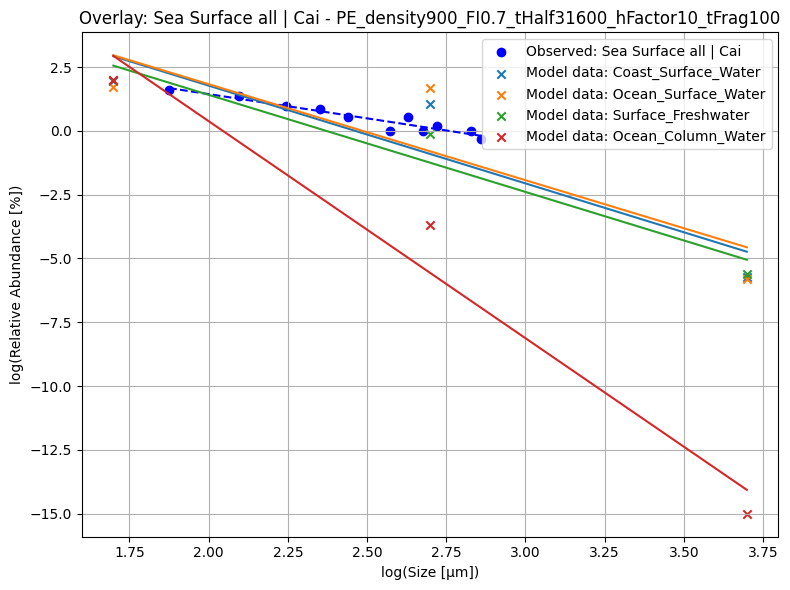 Overlay: Sea Surface all | Cai - PE_density900_FI0.7_tHalf31600_hFactor10_tFrag100
Observed: Sea Surface all | Cai
Model data: Coast_Surface_Water
Model data: Ocean_Surface_Water
Model data: Surface_Freshwater
Model data: Ocean_Column_Water
log(Relative Abundance [%])
2.5
0.0
−2.5
−5.0
−7.5
−10.0
−12.5
−15.0
1.75 2.00 2.25 2.50 2.75 3.00 3.25 3.50 3.75
log(Size [µm])